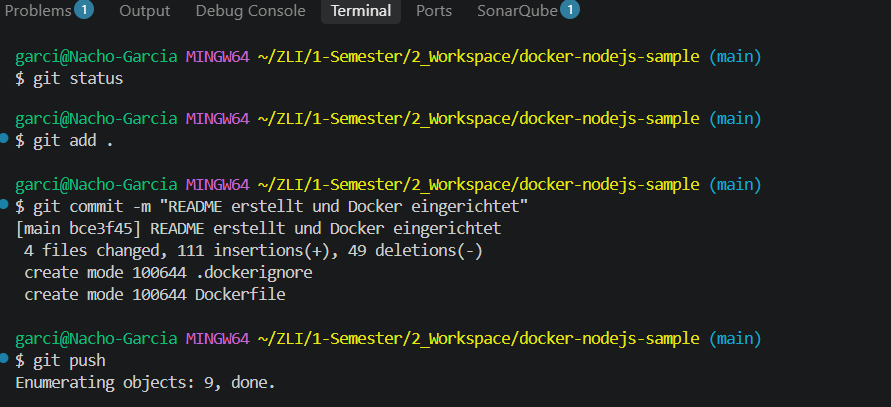 Problems 1 Output Debug Console Terminal Ports SonarQube 1
garci@Nacho-Garcia MINGW64 ~/ZLI/1-Semester/2_Workspace/docker-nodejs-sample (main)
$ git status
garci@Nacho-Garcia MINGW64 ~/ZLI/1-Semester/2_Workspace/docker-nodejs-sample (main)
$ git add .
garci@Nacho-Garcia MINGW64 ~/ZLI/1-Semester/2_Workspace/docker-nodejs-sample (main)
$ git commit -m "README erstellt und Docker eingerichtet"
[main bce3f45] README erstellt und Docker eingerichtet
 4 files changed, 111 insertions(+), 49 deletions(-)
 create mode 100644 .dockerignore
 create mode 100644 Dockerfile
garci@Nacho-Garcia MINGW64 ~/ZLI/1-Semester/2_Workspace/docker-nodejs-sample (main)
$ git push
Enumerating objects: 9, done.